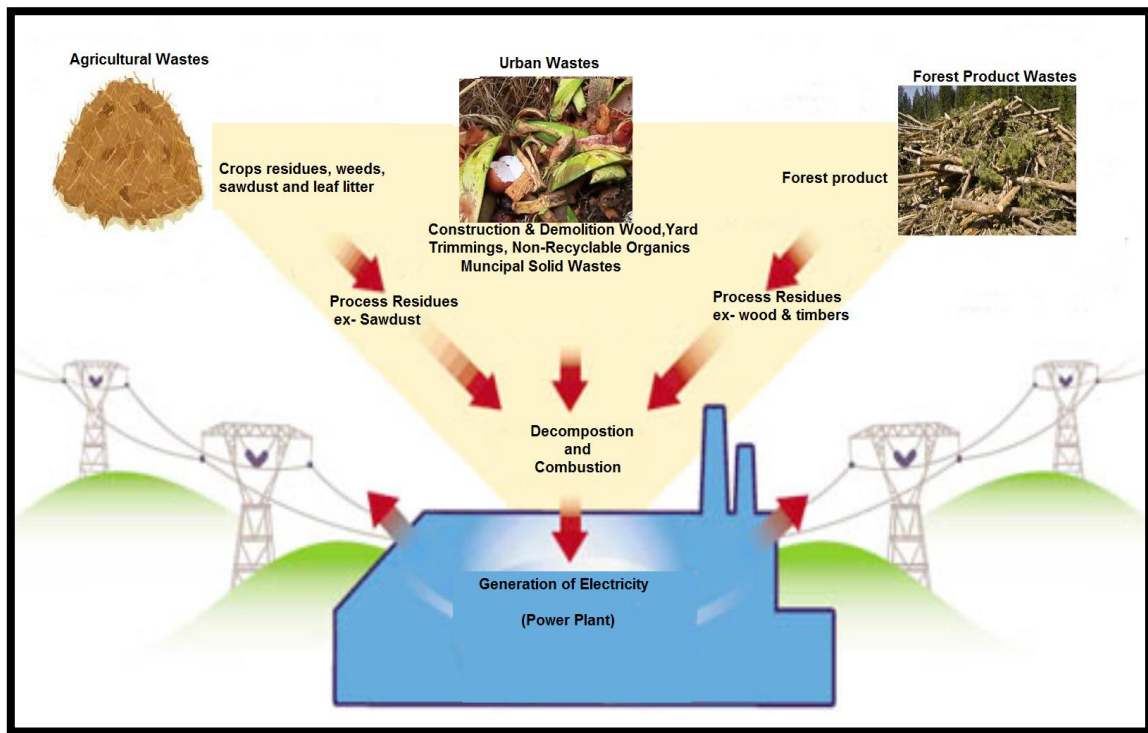 Agricultural Wastes
Urban Wastes
Forest Product Wastes
Crops residues, weeds,
sawdust and leaf litter
Forest product
Construction & Demolition Wood,Yard
Trimmings, Non-Recyclable Organics
Muncipal Solid Wastes
Process Residues
ex- Sawdust
Process Residues
ex- wood & timbers
Decompostion
and
Combustion
Generation of Electricity
(Power Plant)